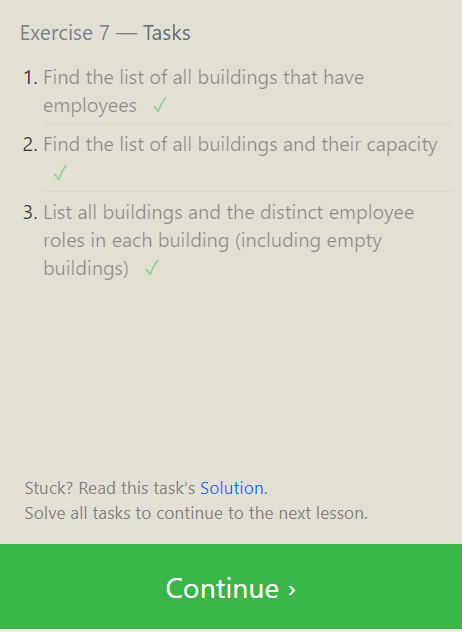 Exercise 7 — Tasks
1. Find the list of all buildings that have
employees ✓
2. Find the list of all buildings and their capacity
✓
3. List all buildings and the distinct employee
roles in each building (including empty
buildings) ✓
Stuck? Read this task's Solution.
Solve all tasks to continue to the next lesson.
Continue ›